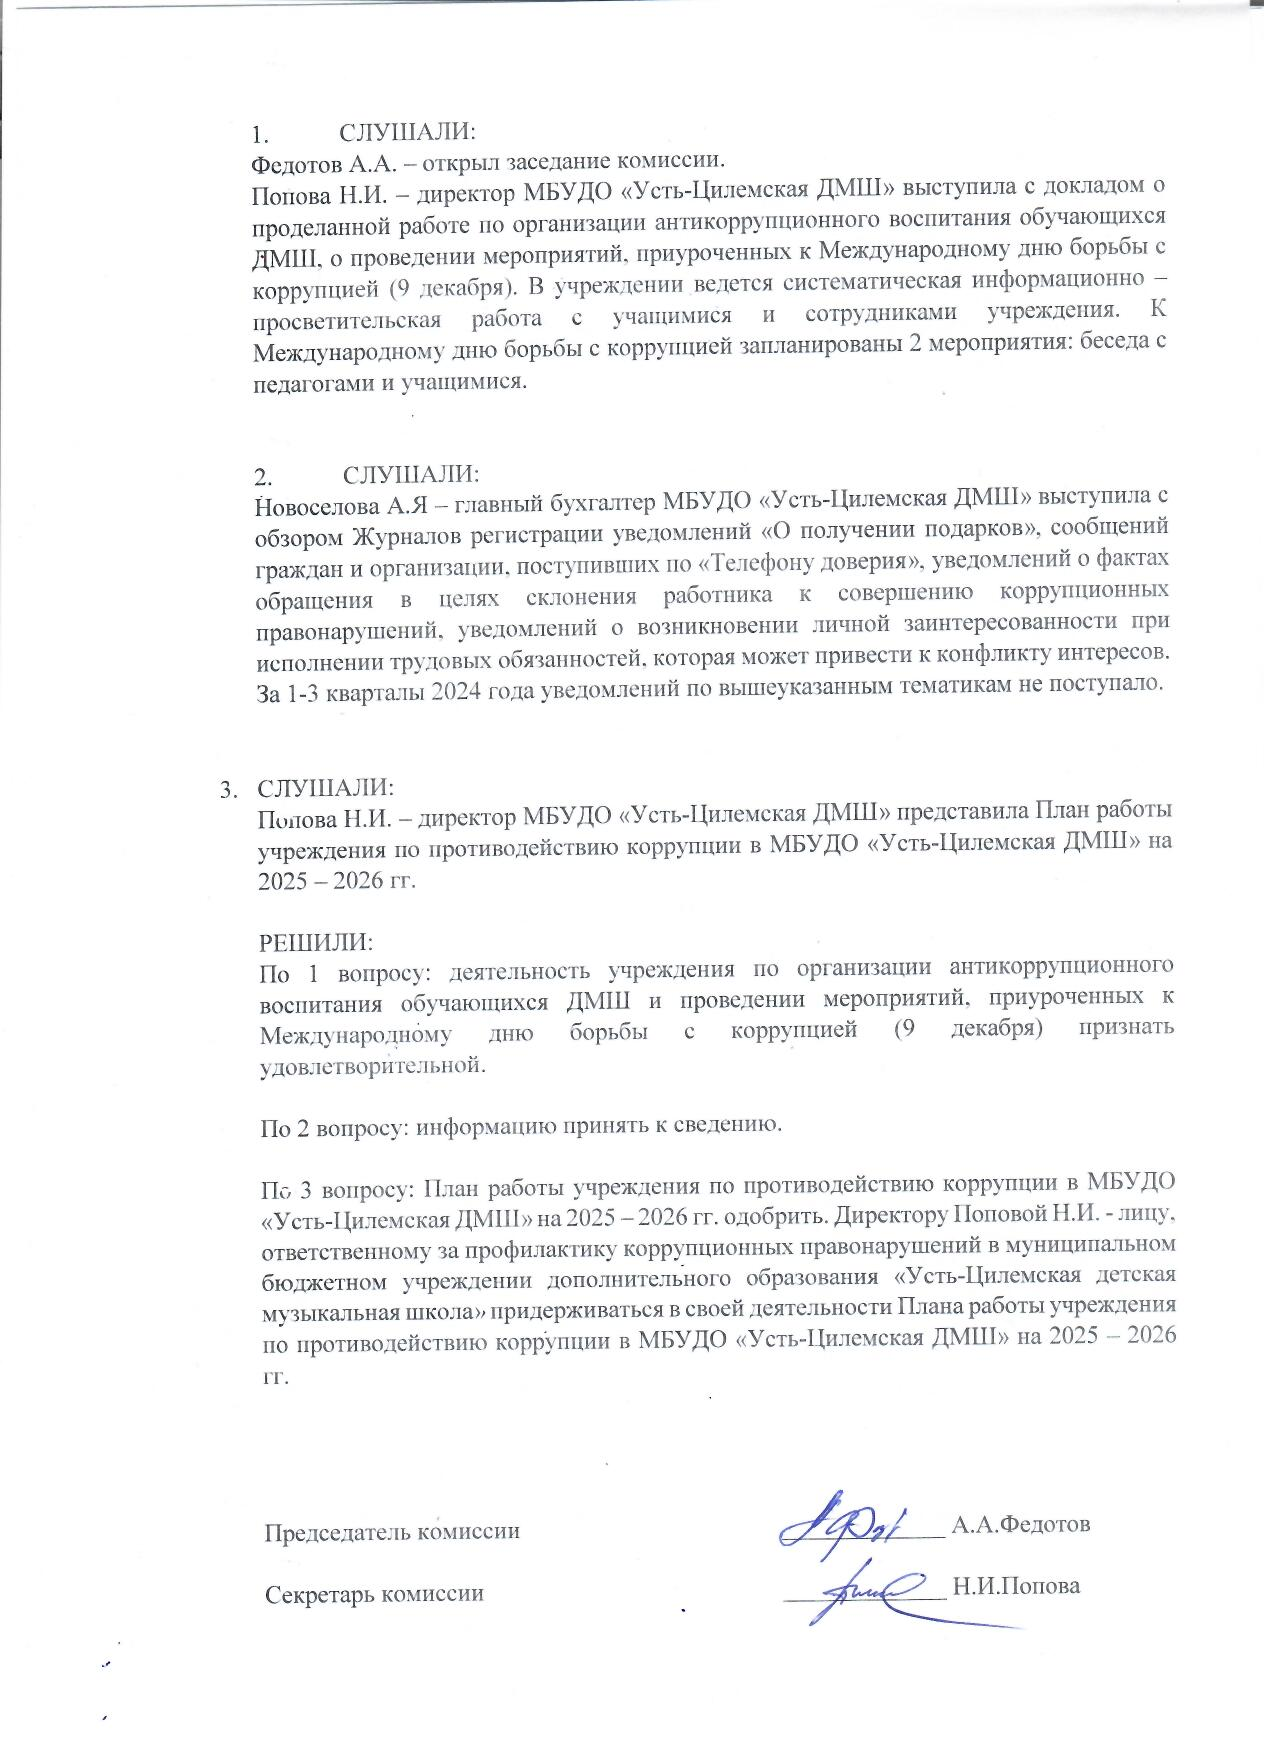 1. СЛУШАЛИ:
Федотов А.А. – открыл заседание комиссии.
Попова Н.И. – директор МБУДО «Усть-Цилемская ДМШ» выступила с докладом о
проделанной работе по организации антикоррупционного воспитания обучающихся
ДМШ, о проведении мероприятий, приуроченных к Международному дню борьбы с
коррупцией (9 декабря). В учреждении ведется систематическая информационно –
просветительская работа с учащимися и сотрудниками учреждения. К
Международному дню борьбы с коррупцией запланированы 2 мероприятия: беседа с
педагогами и учащимися.
2. СЛУШАЛИ:
Новоселова А.Я – главный бухгалтер МБУДО «Усть-Цилемская ДМШ» выступила с
обзором Журналов регистрации уведомлений «О получении подарков», сообщений
граждан и организации, поступивших по «Телефону доверия», уведомлений о фактах
обращения в целях склонения работника к совершению коррупционных
правонарушений, уведомлений о возникновении личной заинтересованности при
исполнении трудовых обязанностей, которая может привести к конфликту интересов.
За 1-3 кварталы 2024 года уведомлений по вышеуказанным тематикам не поступало.
3. СЛУШАЛИ:
Попова Н.И. – директор МБУДО «Усть-Цилемская ДМШ» представила План работы
учреждения по противодействию коррупции в МБУДО «Усть-Цилемская ДМШ» на
2025 – 2026 гг.
РЕШИЛИ:
По 1 вопросу: деятельность учреждения по организации антикоррупционного
воспитания обучающихся ДМШ и проведении мероприятий, приуроченных к
Международному дню борьбы с коррупцией (9 декабря) признать
удовлетворительной.
По 2 вопросу: информацию принять к сведению.
По 3 вопросу: План работы учреждения по противодействию коррупции в МБУДО
«Усть-Цилемская ДМШ» на 2025 – 2026 гг. одобрить. Директору Поповой Н.И. - лицу,
ответственному за профилактику коррупционных правонарушений в муниципальном
бюджетном учреждении дополнительного образования «Усть-Цилемская детская
музыкальная школа» придерживаться в своей деятельности Плана работы учреждения
по противодействию коррупции в МБУДО «Усть-Цилемская ДМШ» на 2025 – 2026
гг.
Председатель комиссии А.А.Федотов
Секретарь комиссии Н.И.Попова